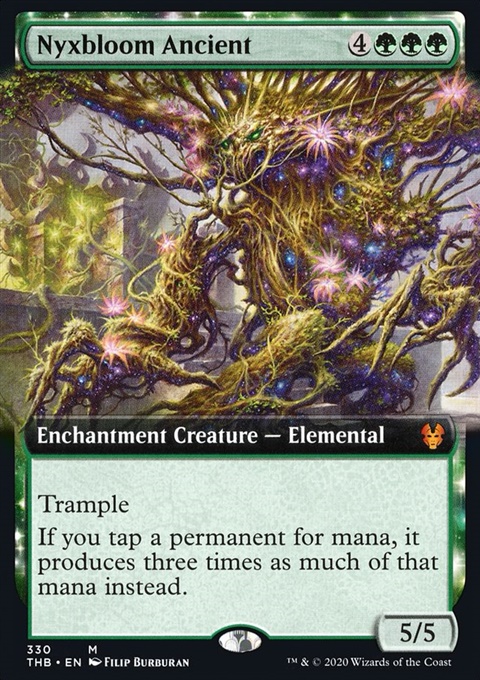 Nyxbloom Ancient 4
Enchantment Creature — Elemental
Trample
If you tap a permanent for mana, it
produces three times as much of that
mana instead.
5/5
330 M
THB • EN Filip Burburan
™ & © 2020 Wizards of the Coast